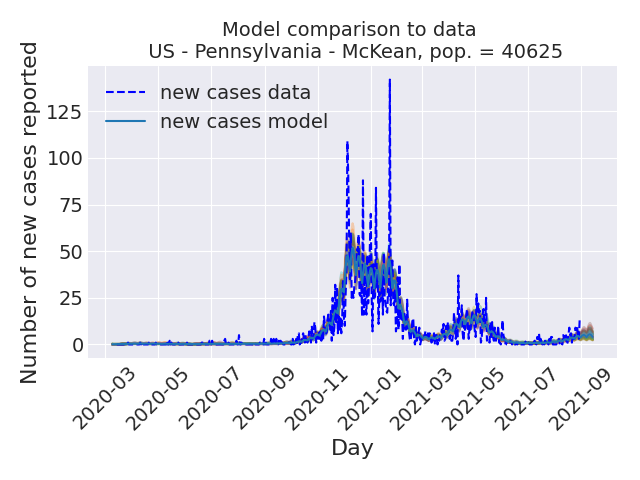 Model comparison to data
US - Pennsylvania - McKean, pop. = 40625
Number of new cases reported
125
100
75
50
25
0
new cases data
new cases model
2020-03
2020-05
2020-07
2020-09
2020-11
2021-01
2021-03
2021-05
2021-07
2021-09
Day